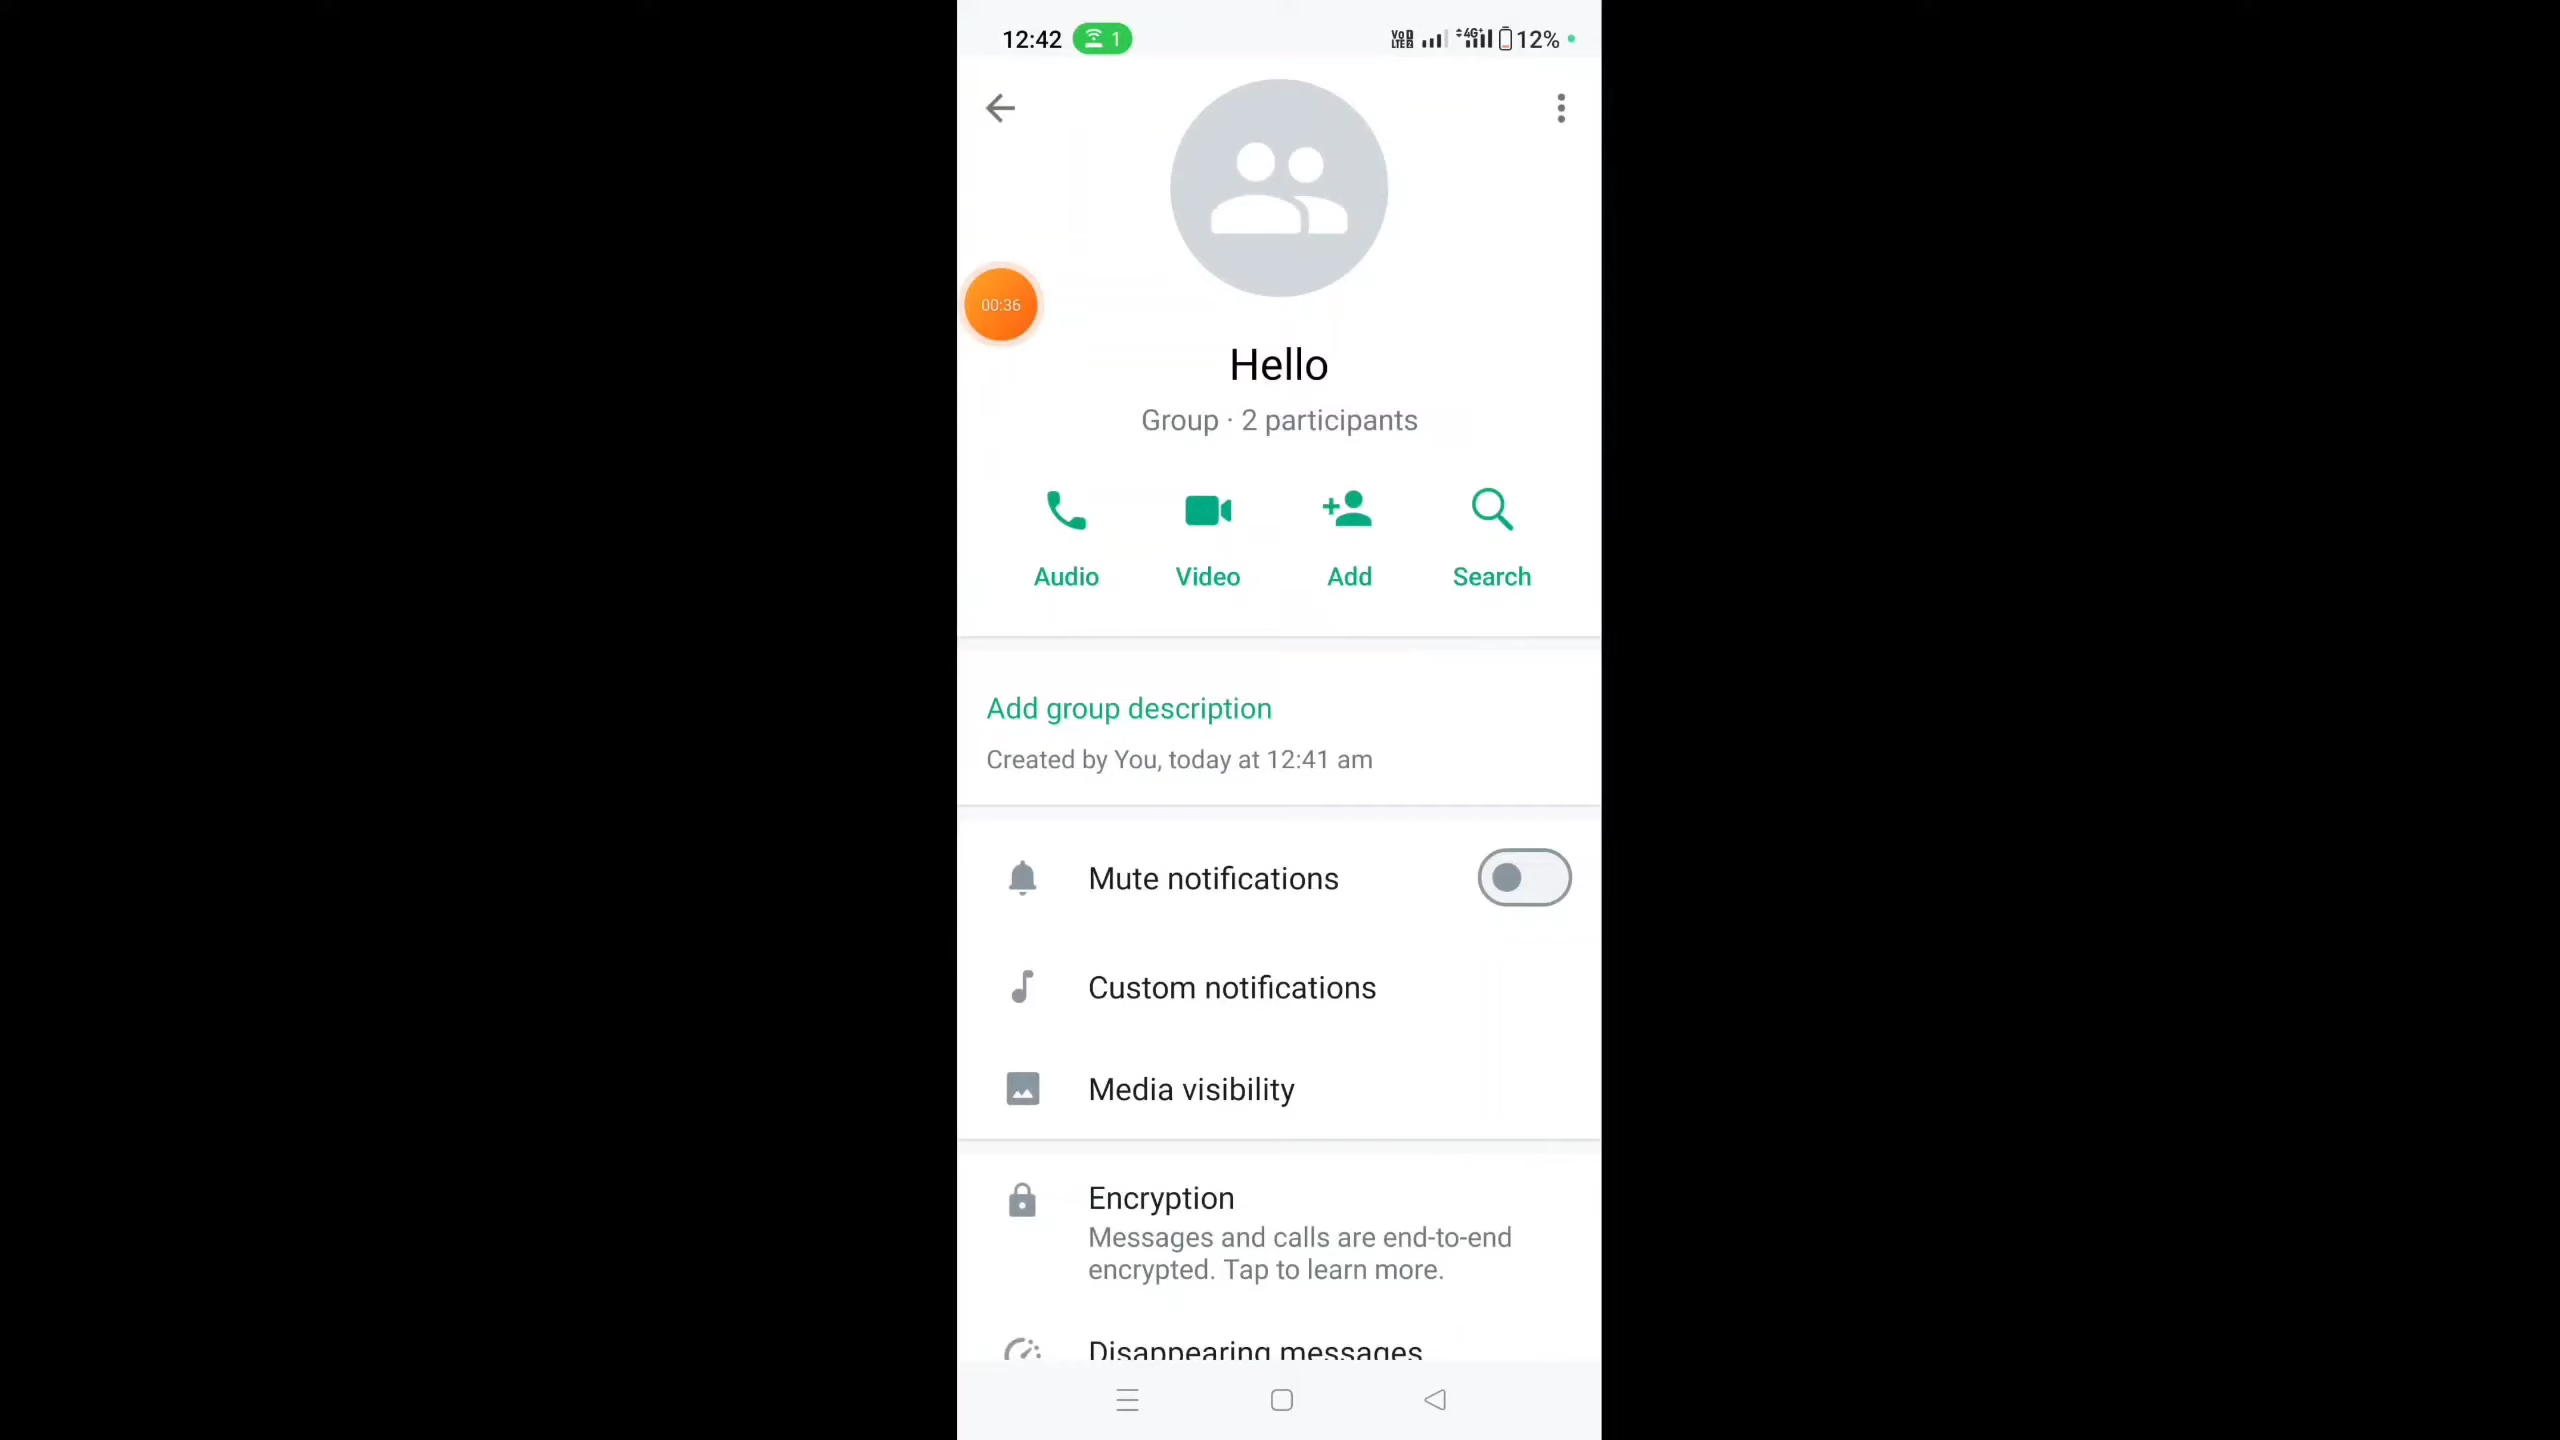 12:42 1 4G+ 12%
00:36
Hello
Group · 2 participants
Audio Video Add Search
Add group description
Created by You, today at 12:41 am
Mute notifications
Custom notifications
Media visibility
Encryption
Messages and calls are end-to-end
encrypted. Tap to learn more.
Disappearing messages